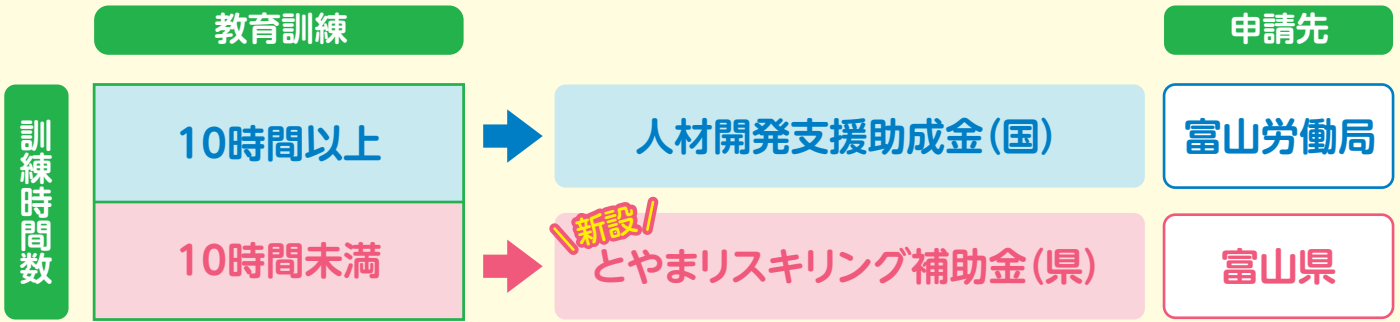 教育訓練
申請先
訓練時間数
10時間以上
人材開発支援助成金(国)
富山労働局
10時間未満
\新設/
とやまリスキリング補助金(県)
富山県